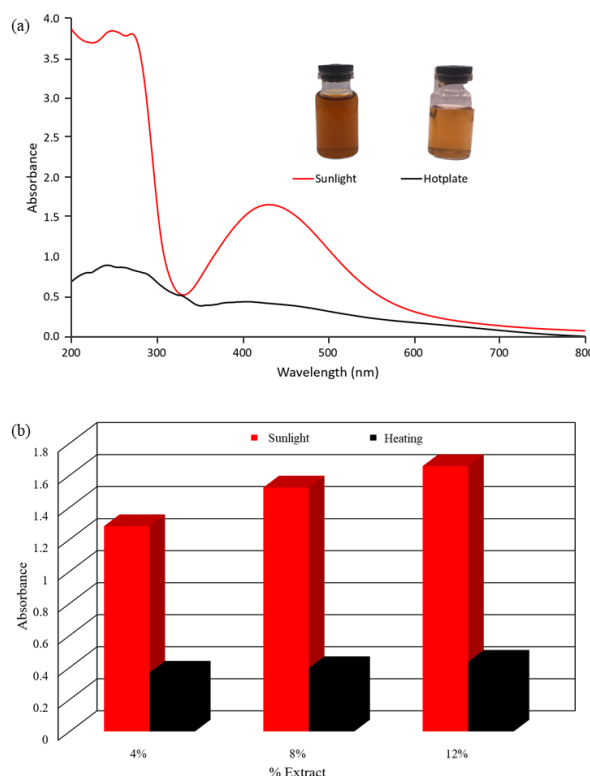 (a)
4.0
3.5
3.0
2.5
2.0
1.5
1.0
0.5
0.0
Absorbance
Sunlight Hotplate
200 300 400 500 600 700 800
Wavelength (nm)
(b)
Sunlight Heating
1.8
1.6
1.4
1.2
1
0.8
0.6
0.4
0.2
0
Absorbance
4% 8% 12%
% Extract